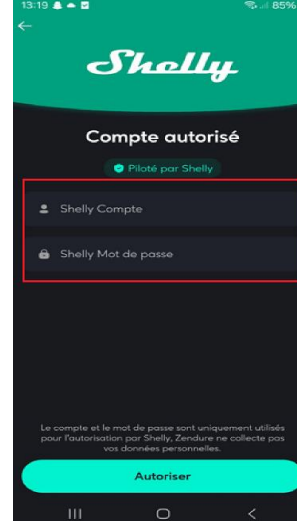 13:19
85%
Shelly
Compte autorisé
Piloté par Shelly
Shelly Compte
Shelly Mot de passe
Le compte et le mot de passe sont uniquement utilisés
pour l'autorisation par Shelly, Zendure ne collecte pas
vos données personnelles.
Autoriser